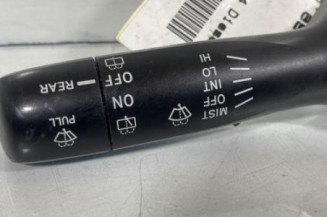 MIST
OFF
INT
LO
HI
ON
OFF
REAR
PULL